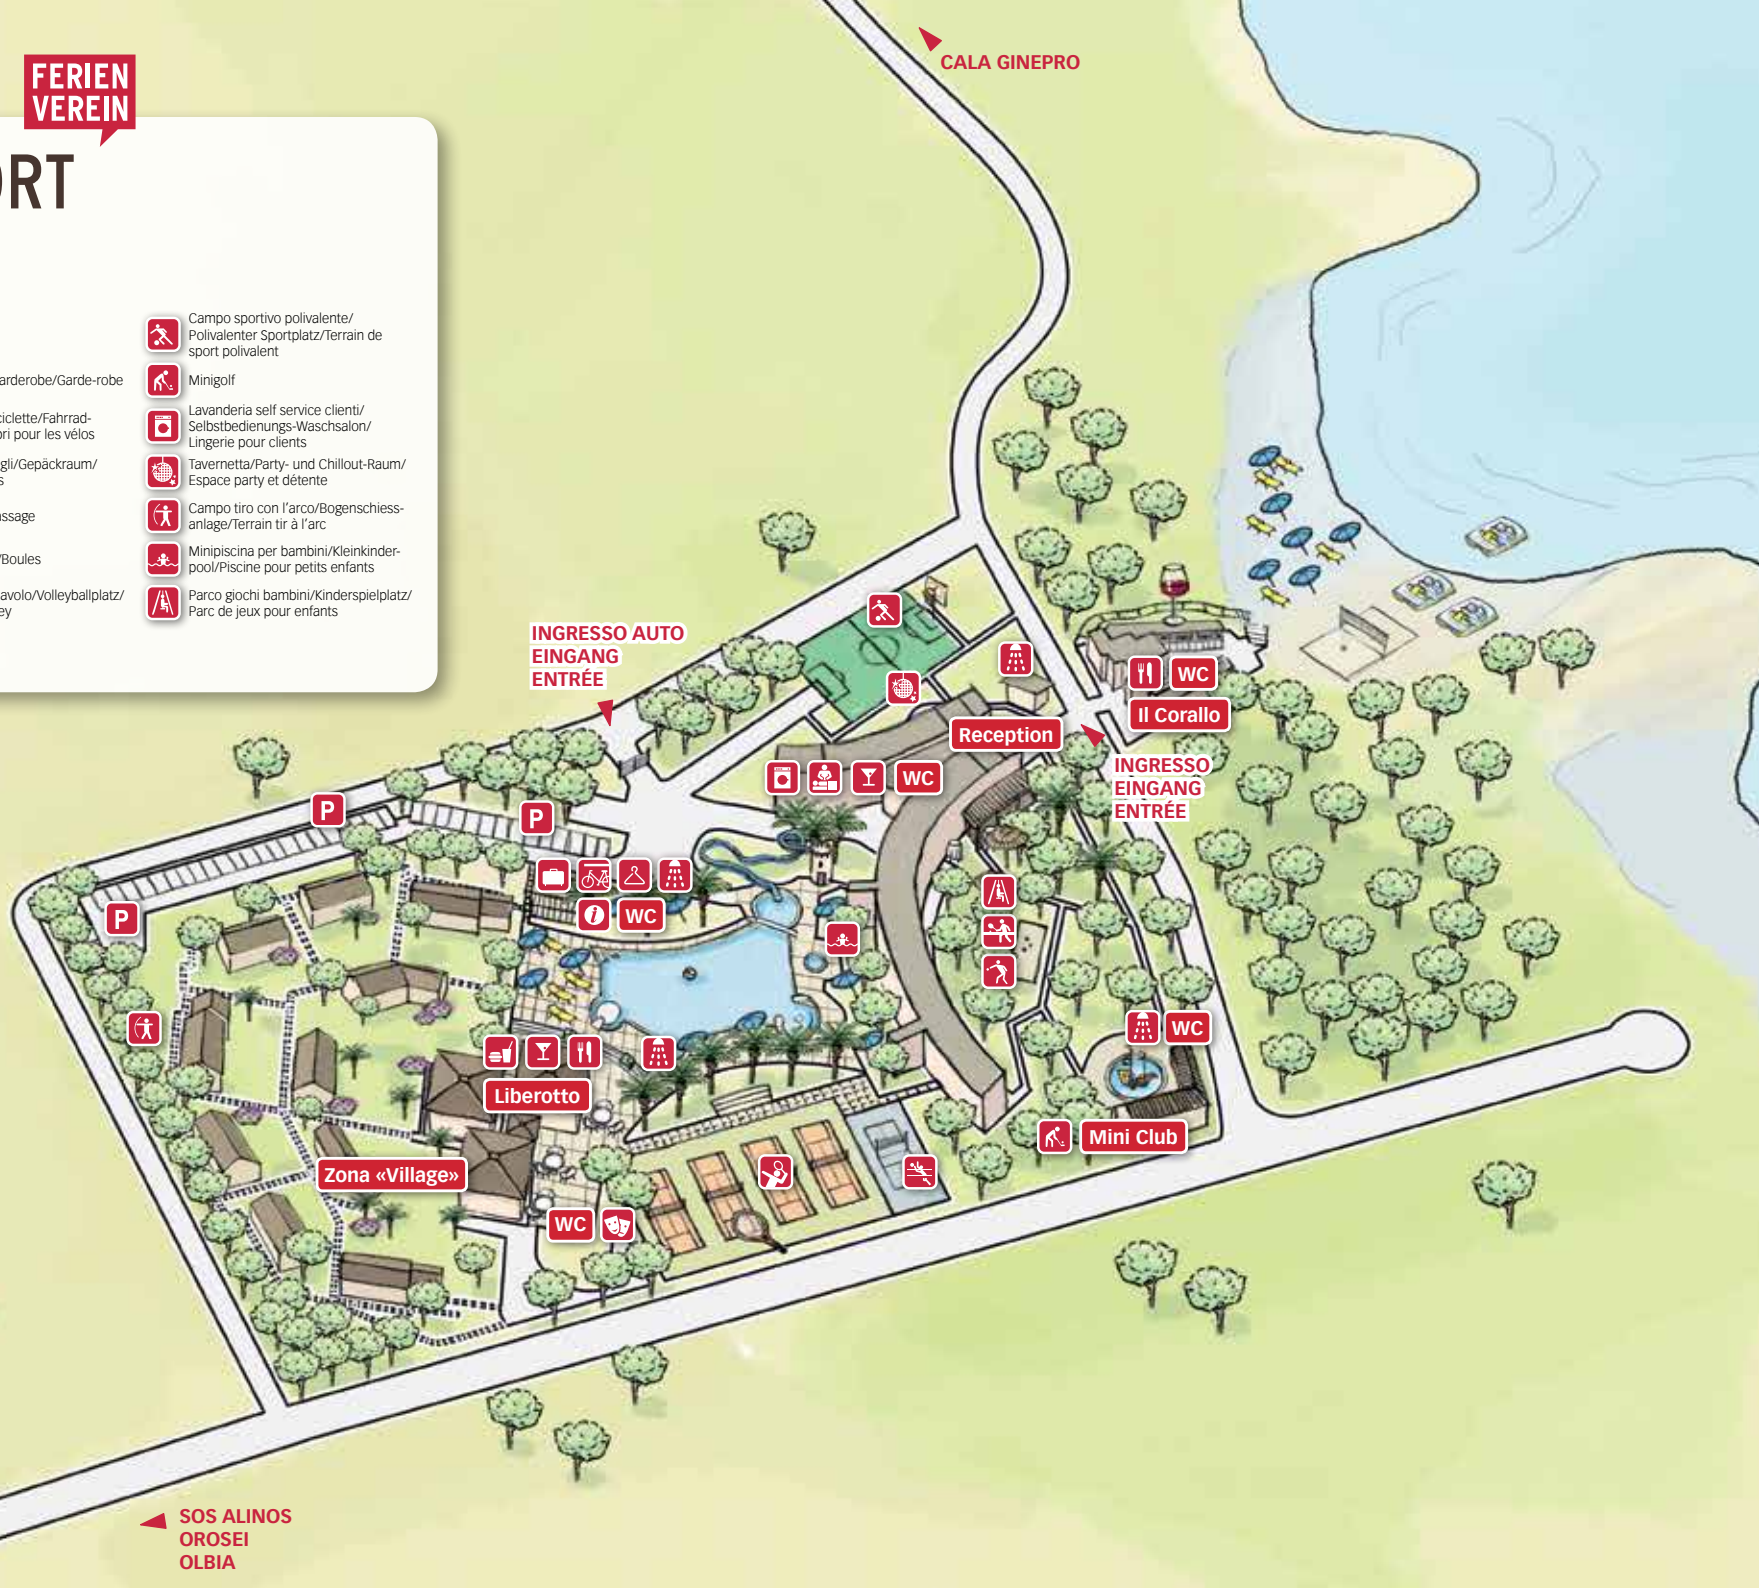 FERIEN
VEREIN
ORT
arderobe/Garde-robe
ciclette/Fahrrad-
bri pour les vélos
gli/Gepäckraum/
s
assage
/Boules
avolo/Volleyballplatz/
ey
Campo sportivo polivalente/
Polivalenter Sportplatz/Terrain de
sport polivalent
Minigolf
Lavanderia self service clienti/
Selbstbedienungs-Waschsalon/
Lingerie pour clients
Tavernetta/Party- und Chillout-Raum/
Espace party et détente
Campo tiro con l'arco/Bogenschiess-
anlage/Terrain tir à l'arc
Minipiscina per bambini/Kleinkinder-
pool/Piscine pour petits enfants
Parco giochi bambini/Kinderspielplatz/
Parc de jeux pour enfants
CALA GINEPRO
INGRESSO AUTO
EINGANG
ENTRÉE
WC
Il Corallo
Reception
INGRESSO
EINGANG
ENTRÉE
WC
P
P
P
i WC
WC
Liberotto
Mini Club
Zona «Village»
WC
SOS ALINOS
OROSEI
OLBIA